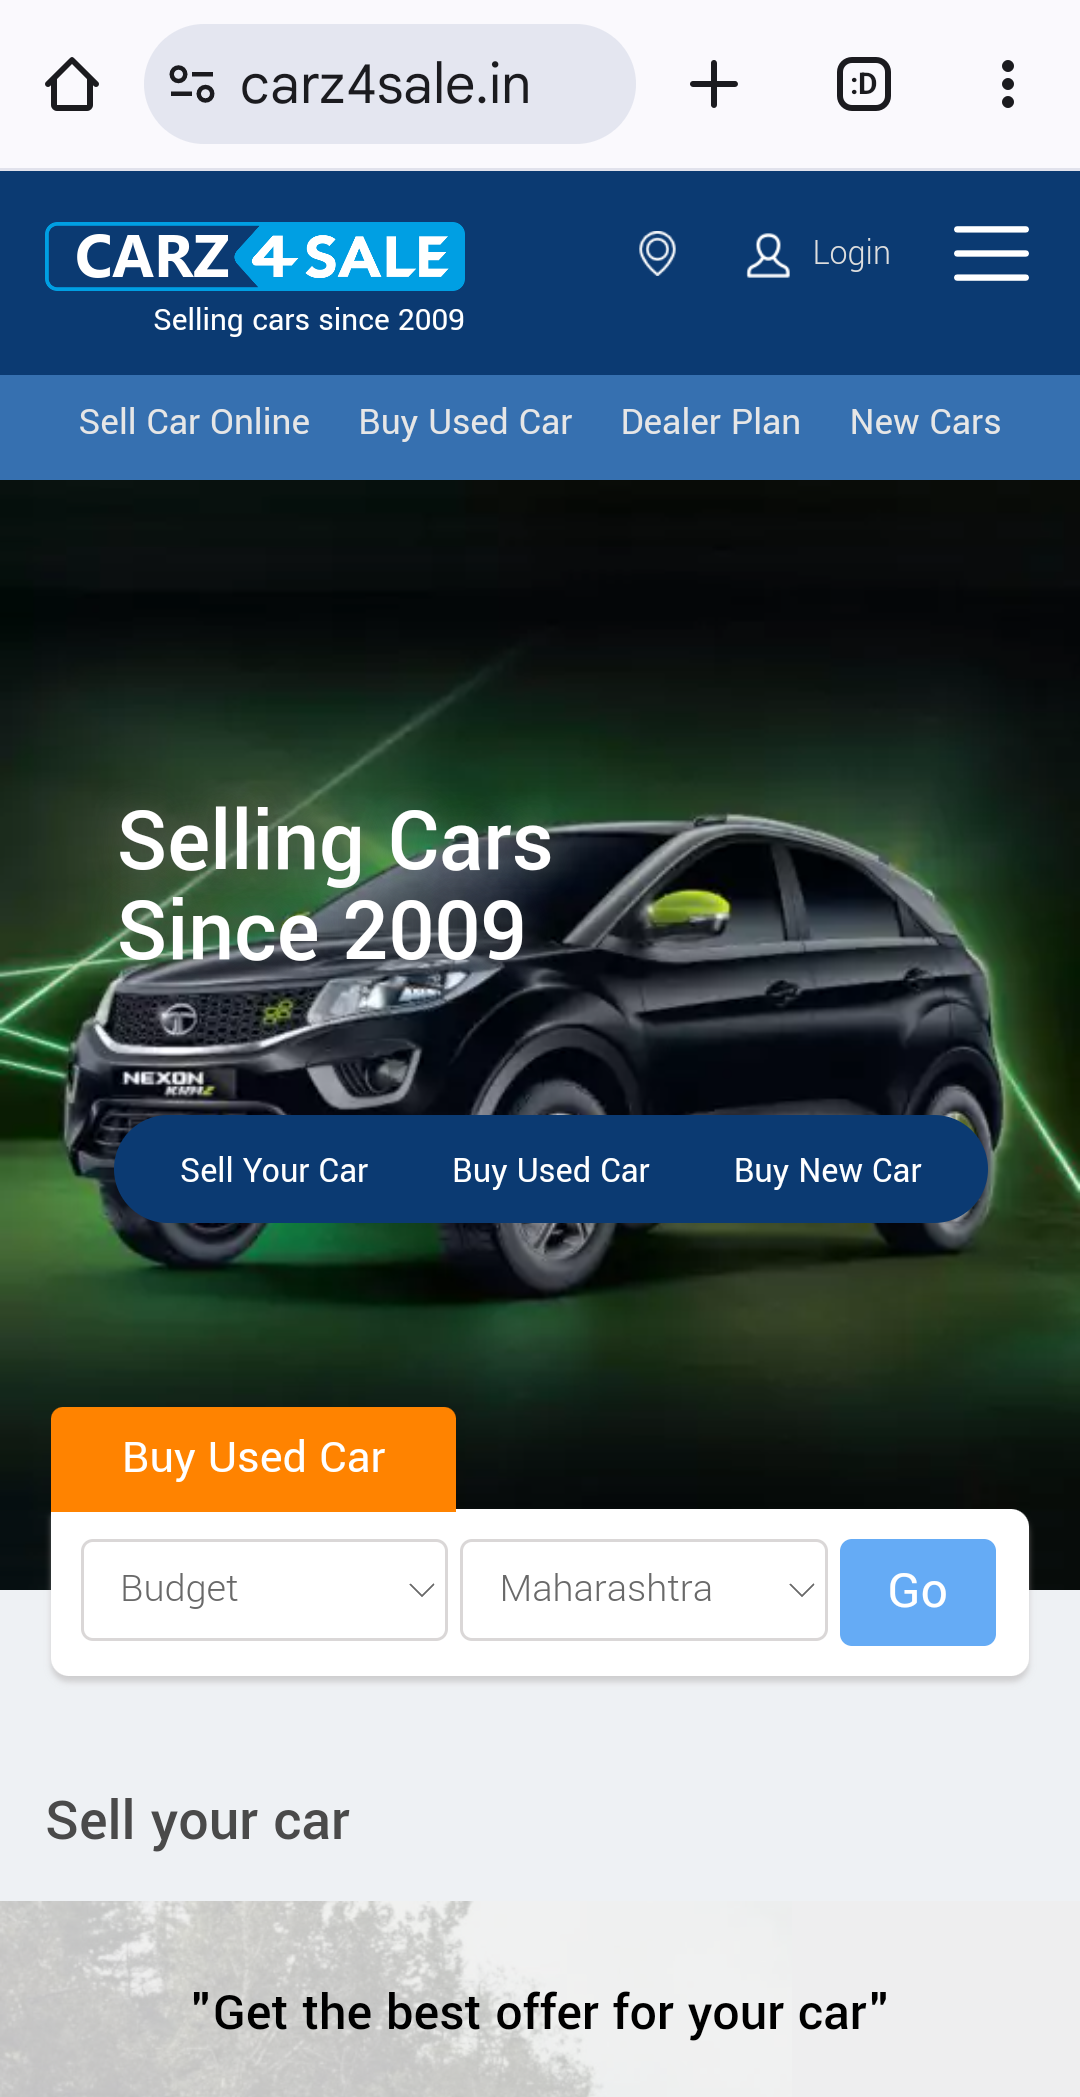 carz4sale.in
:D
CARZ 4 SALE
Selling cars since 2009
Login
Sell Car Online Buy Used Car Dealer Plan New Cars
Selling Cars
Since 2009
NEXON
KRAZ
Sell Your Car Buy Used Car Buy New Car
Buy Used Car
Budget Maharashtra Go
Sell your car
"Get the best offer for your car"